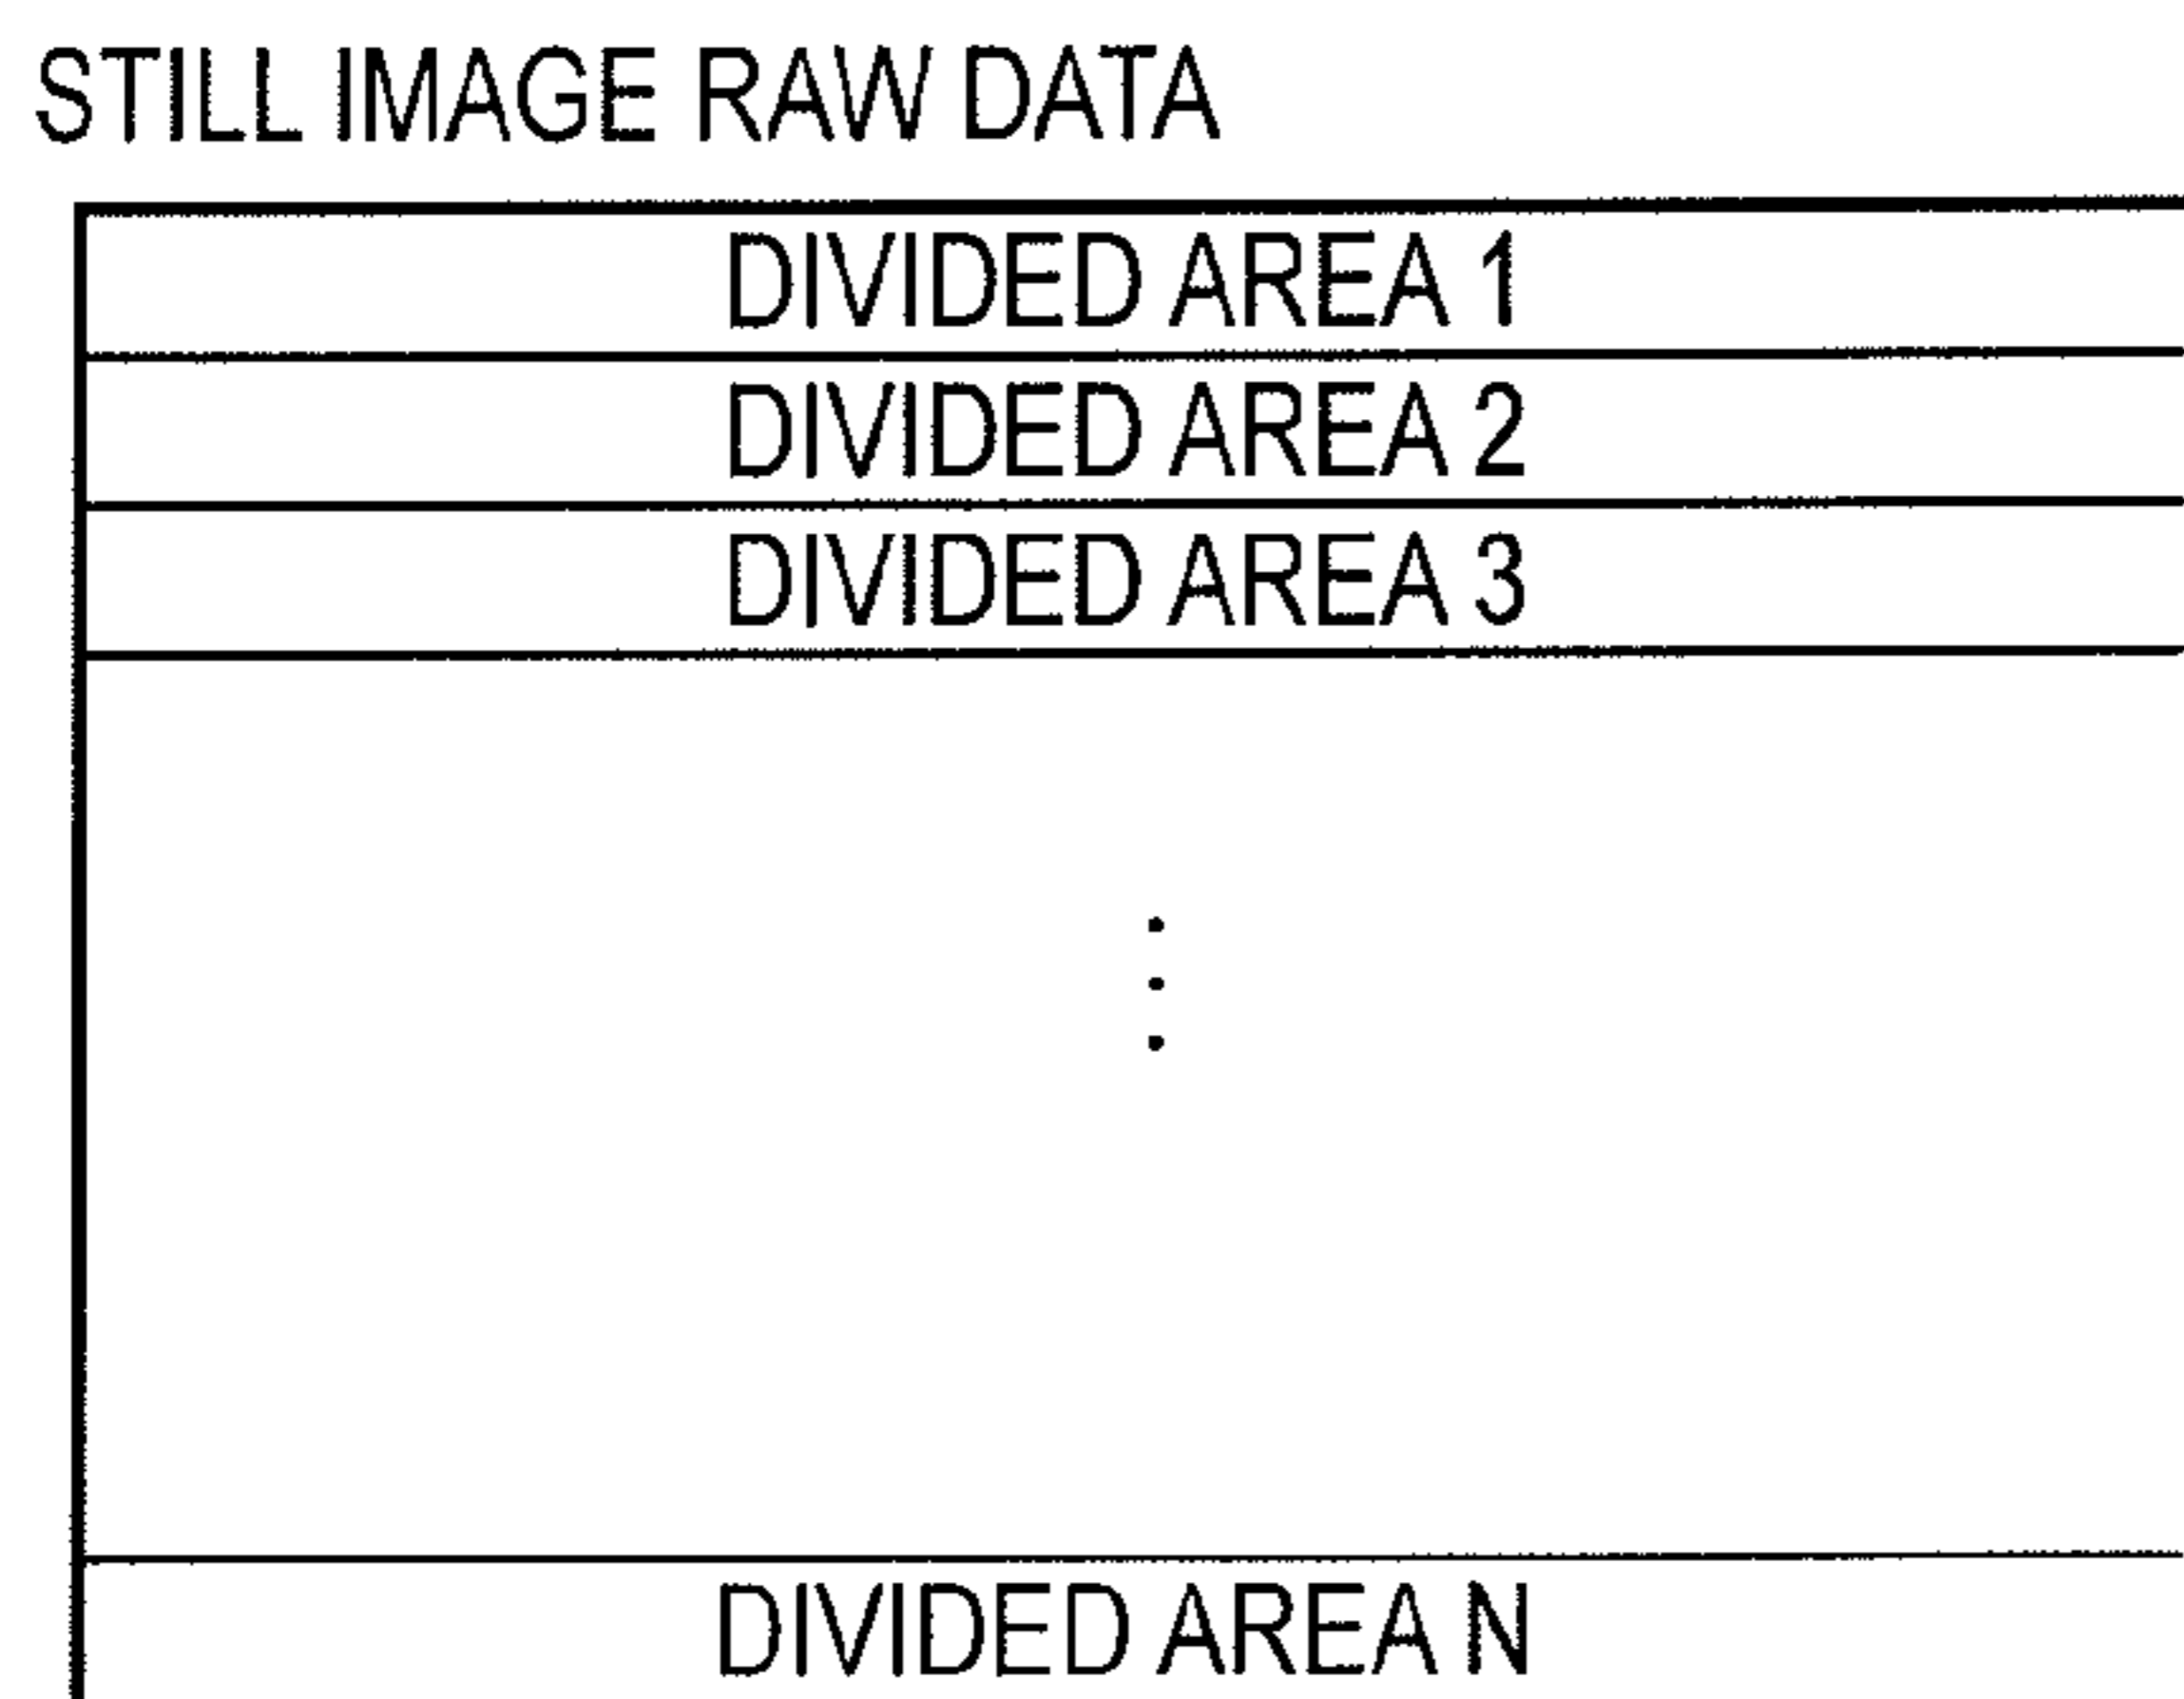 STILL IMAGE RAW DATA
DIVIDED AREA 1
DIVIDED AREA 2
DIVIDED AREA 3
DIVIDED AREA N